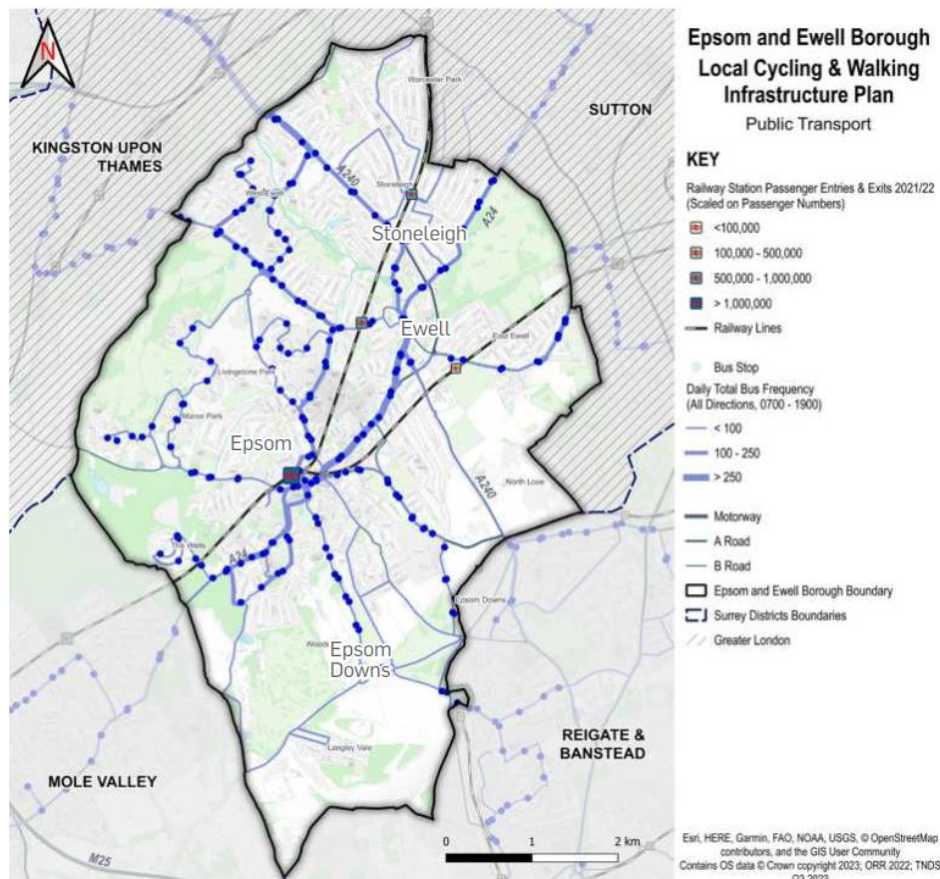 Epsom and Ewell Borough
Local Cycling & Walking
Infrastructure Plan
Public Transport
KEY
Railway Station Passenger Entries & Exits 2021/22
(Scaled on Passenger Numbers)
<100,000
100,000 - 500,000
500,000 - 1,000,000
> 1,000,000
Railway Lines
Bus Stop
Daily Total Bus Frequency
(All Directions, 0700 - 1900)
< 100
100 - 250
> 250
Motorway
A Road
B Road
Epsom and Ewell Borough Boundary
Surrey Districts Boundaries
Greater London
N
Worcester Park
SUTTON
KINGSTON UPON
THAMES
A240
Stoneleigh
West Ewell
Stoneleigh
A24
Ewell
East Ewell
Livingstone Park
Manor Park
Epsom
A240
North Looe
The Wells
A24
Epsom Downs
Epsom
Downs
Langley Vale
REIGATE &
BANSTEAD
MOLE VALLEY
M25
0 1 2 km
Esri, HERE, Garmin, FAO, NOAA, USGS, © OpenStreetMap
contributors, and the GIS User Community
Contains OS data © Crown copyright 2023; ORR 2022; TNDS